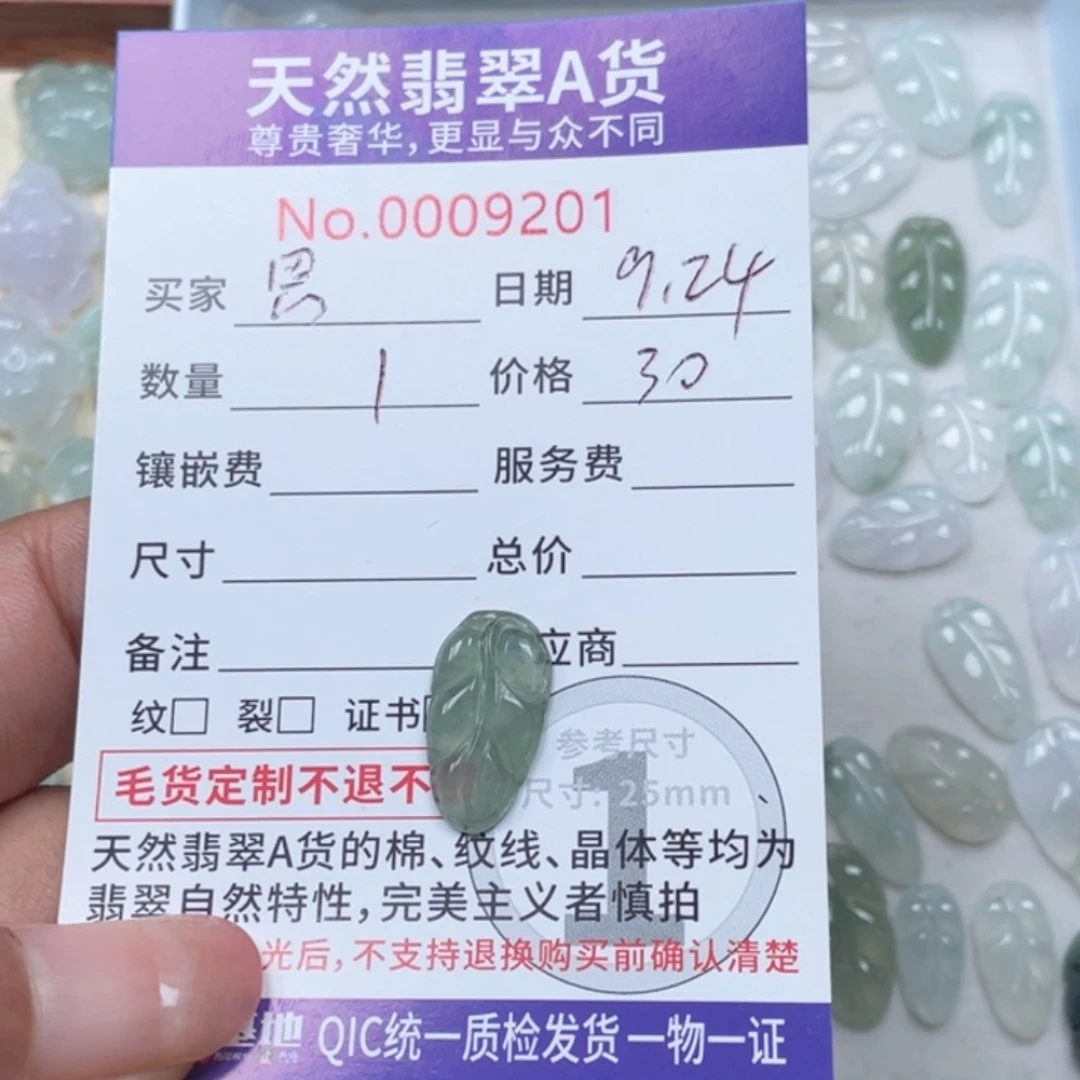 天然翡翠A货
尊贵奢华,更显与众不同
No.0009201
买家 日期 9.24
数量 1 价格 30
镶嵌费 服务费
尺寸 总价
备注 应商
纹□ 裂□ 证书
参考尺寸
尺寸: 25mm
1
毛货定制不退不
天然翡翠A货的棉、纹线、晶体等均为
翡翠自然特性,完美主义者慎拍
光后,不支持退换购买前确认清楚
基地 QIC统一质检发货一物一证